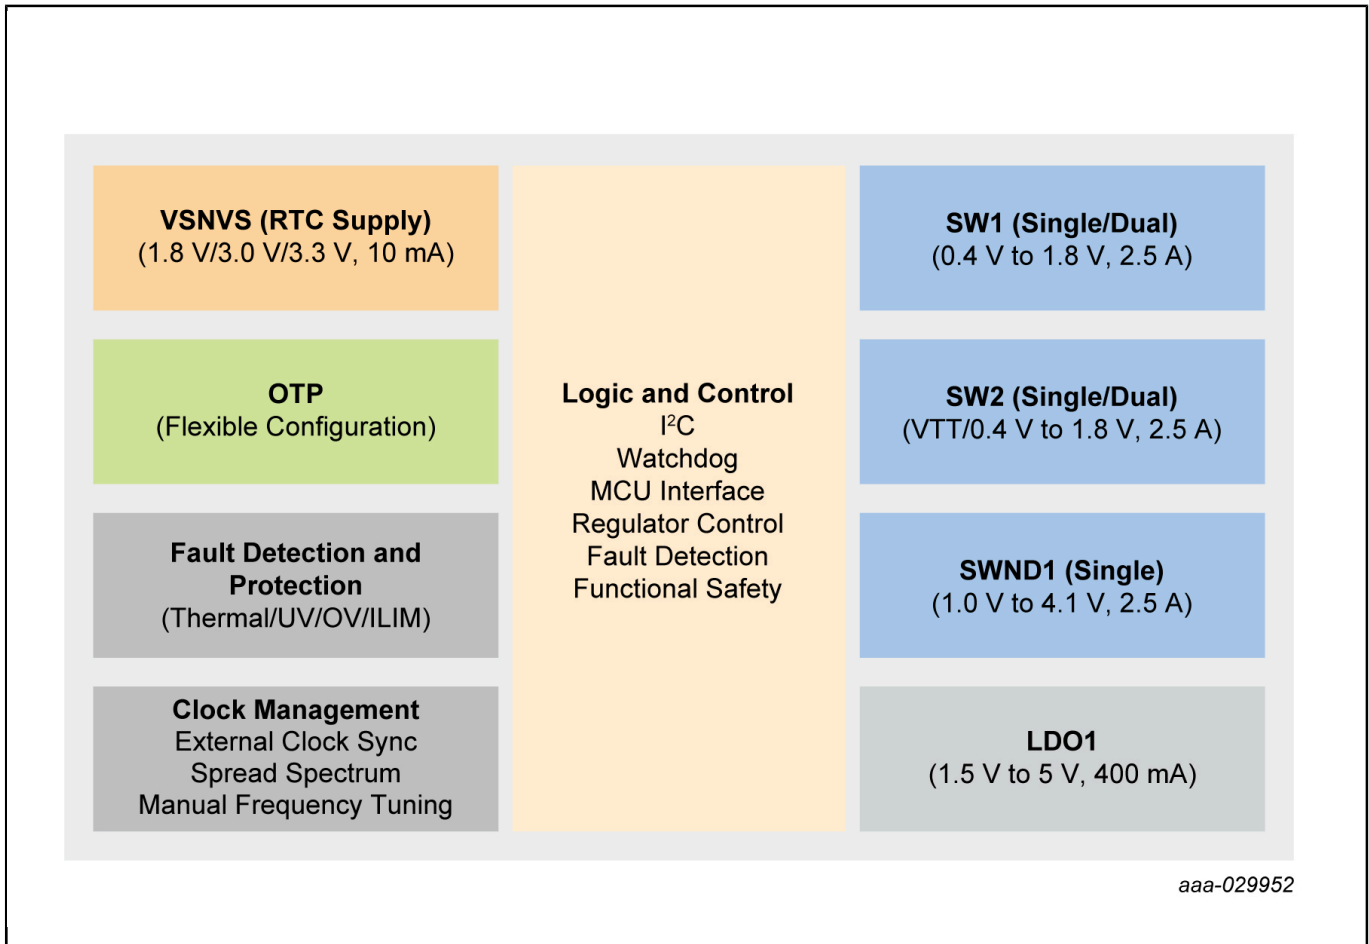 VSNVS (RTC Supply)
(1.8 V/3.0 V/3.3 V, 10 mA)
OTP
(Flexible Configuration)
Fault Detection and
Protection
(Thermal/UV/OV/ILIM)
Clock Management
External Clock Sync
Spread Spectrum
Manual Frequency Tuning
Logic and Control
I²C
Watchdog
MCU Interface
Regulator Control
Fault Detection
Functional Safety
SW1 (Single/Dual)
(0.4 V to 1.8 V, 2.5 A)
SW2 (Single/Dual)
(VTT/0.4 V to 1.8 V, 2.5 A)
SWND1 (Single)
(1.0 V to 4.1 V, 2.5 A)
LDO1
(1.5 V to 5 V, 400 mA)
aaa-029952